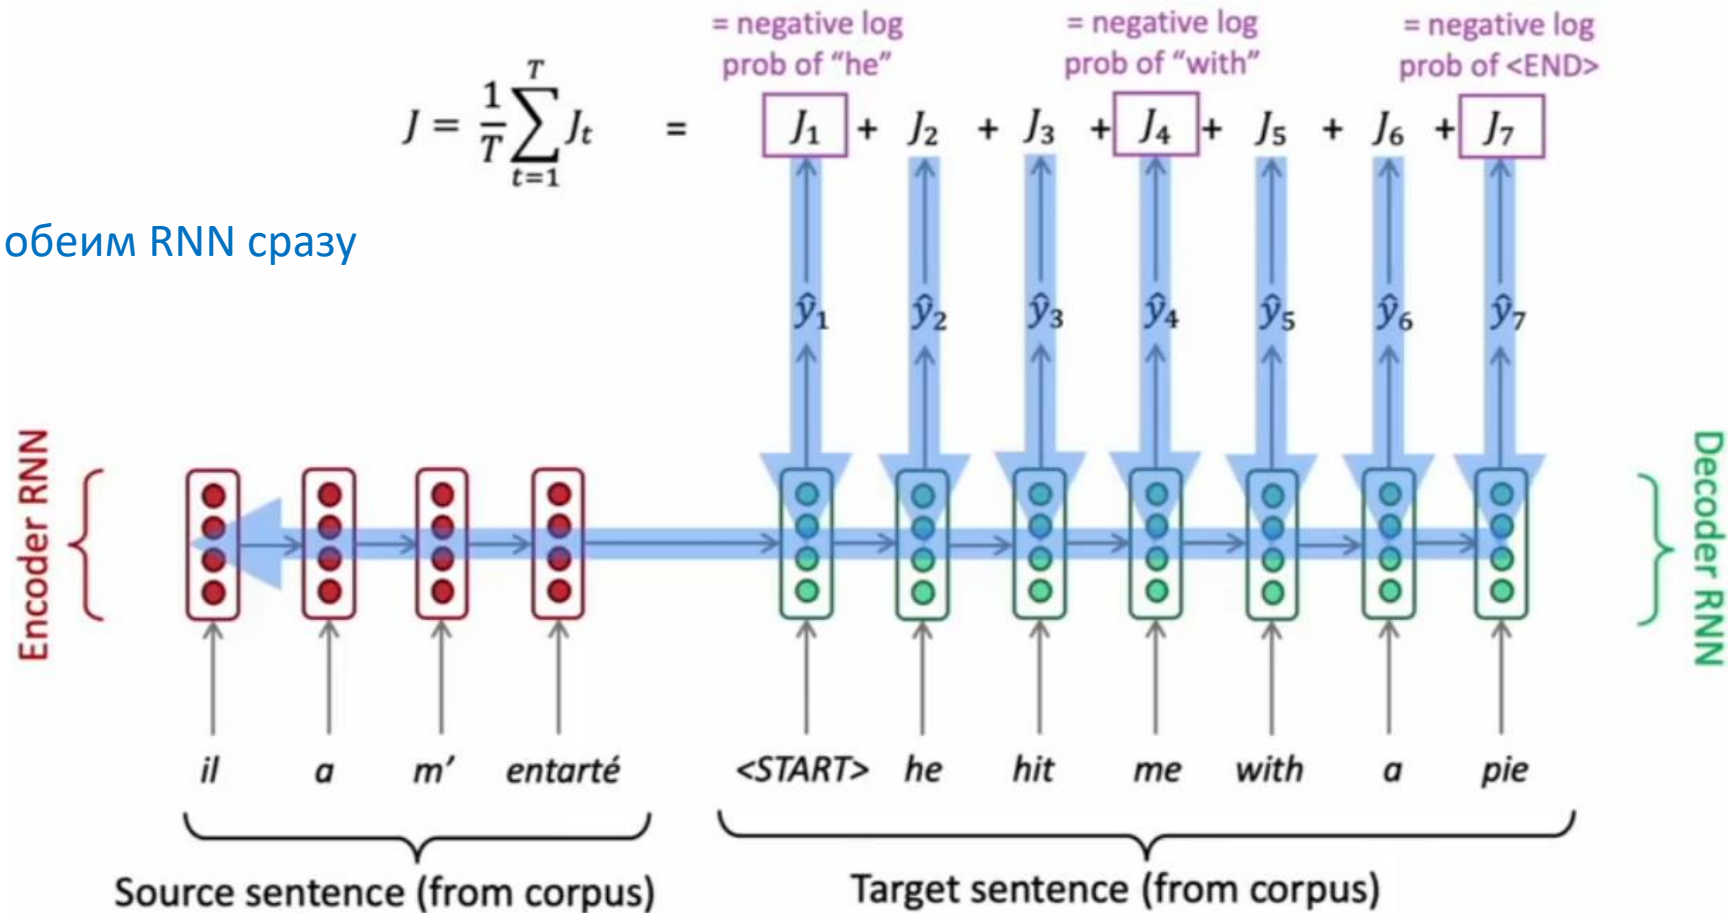 = negative log
prob of “he”
= negative log
prob of “with”
= negative log
prob of <END>
J = 1/T ∑_{t=1}^{T} J_t = J₁ + J₂ + J₃ + J₄ + J₅ + J₆ + J₇
обеим RNN сразу
ŷ₁ ŷ₂ ŷ₃ ŷ₄ ŷ₅ ŷ₆ ŷ₇
Encoder RNN
Decoder RNN
il a m’ entarté <START> he hit me with a pie
Source sentence (from corpus)
Target sentence (from corpus)